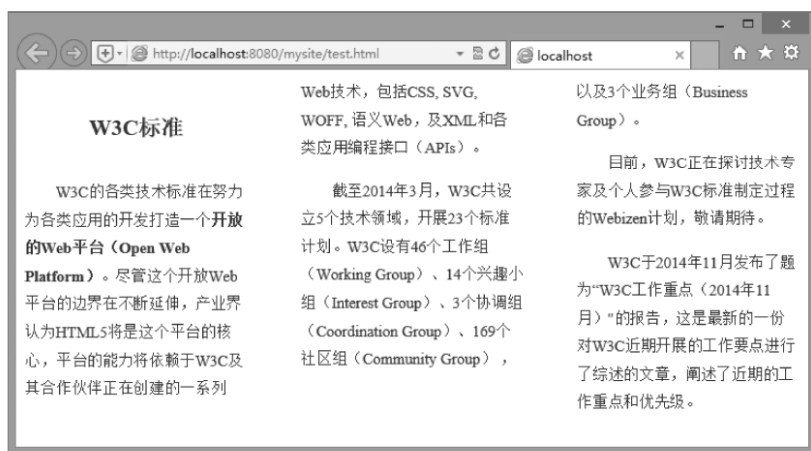 http://localhost:8080/mysite/test.html
localhost
W3C标准
W3C的各类技术标准在努力
为各类应用的开发打造一个开放
的Web平台（Open Web
Platform）。尽管这个开放Web
平台的边界在不断延伸，产业界
认为HTML5将是这个平台的核
心，平台的能力将依赖于W3C及
其合作伙伴正在创建的一系列
Web技术，包括CSS, SVG,
WOFF, 语义Web，及XML和各
类应用编程接口（APIs）。
截至2014年3月，W3C共设
立5个技术领域，开展23个标准
计划。W3C设有46个工作组
（Working Group）、14个兴趣小
组（Interest Group）、3个协调组
（Coordination Group）、169个
社区组（Community Group），
以及3个业务组（Business
Group）。
目前，W3C正在探讨技术专
家及个人参与W3C标准制定过程
的Webizen计划，敬请期待。
W3C于2014年11月发布了题
为“W3C工作重点（2014年11
月）"的报告，这是最新的一份
对W3C近期开展的工作要点进行
了综述的文章，阐述了近期的工
作重点和优先级。